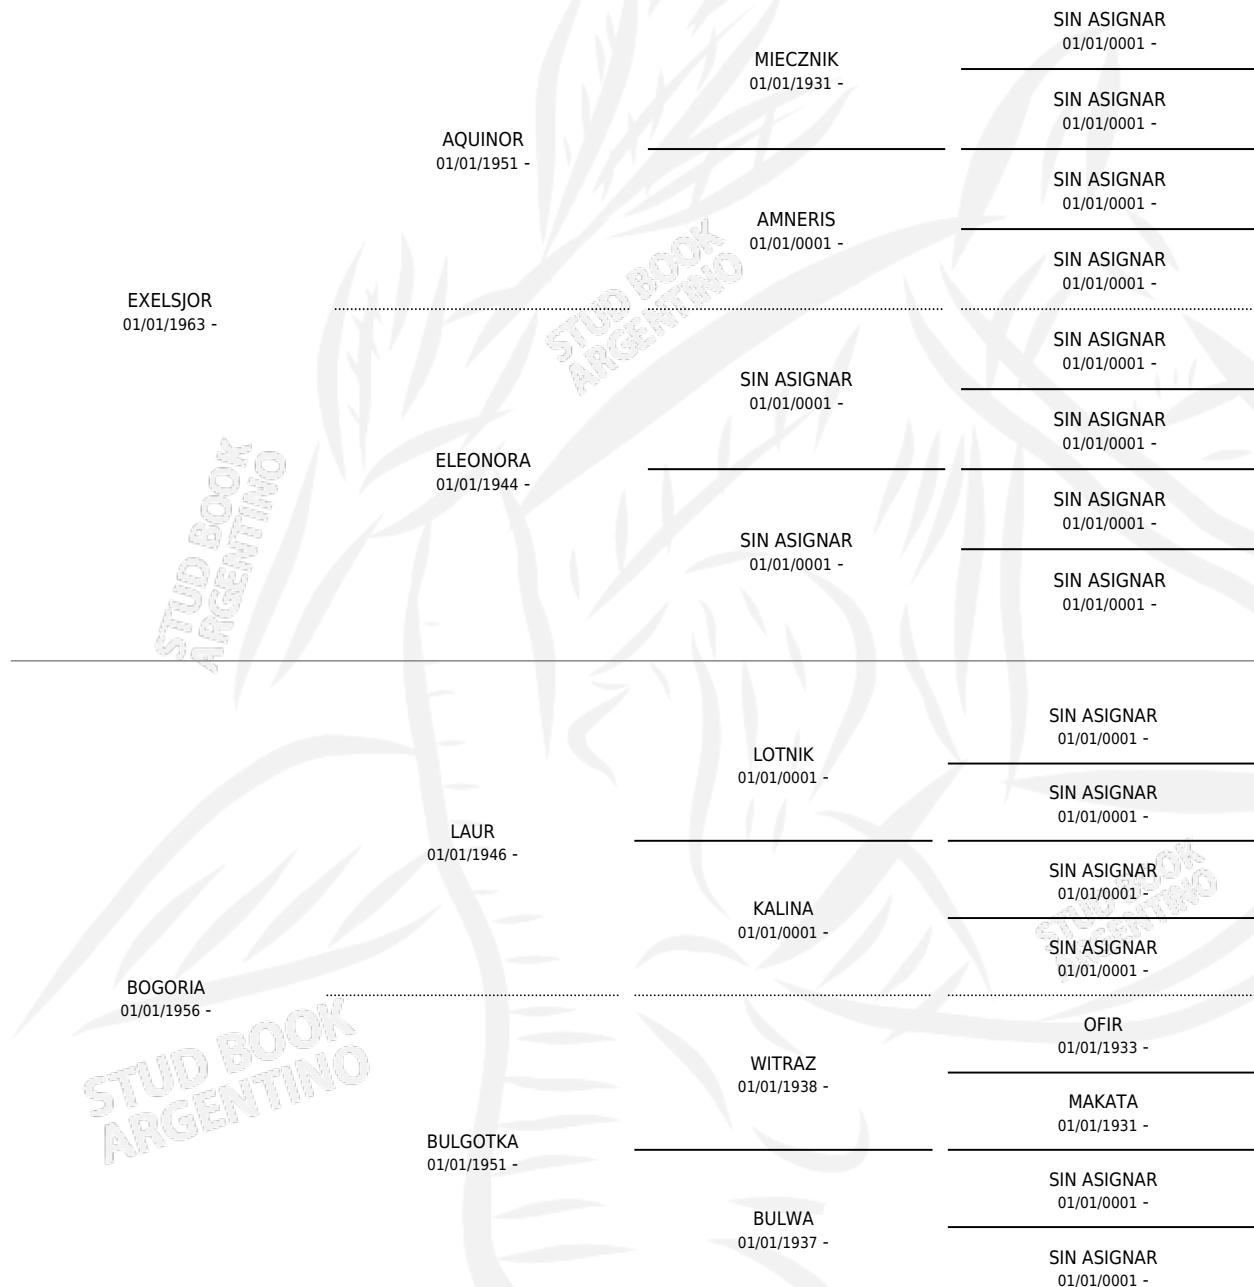 SIN ASIGNAR
01/01/0001 -
MIECZNIK
01/01/1931 -
SIN ASIGNAR
01/01/0001 -
AQUINOR
01/01/1951 -
SIN ASIGNAR
01/01/0001 -
AMNERIS
01/01/0001 -
SIN ASIGNAR
01/01/0001 -
EXELSJOR
01/01/1963 -
STUD BOOK
ARGENTINO
SIN ASIGNAR
01/01/0001 -
SIN ASIGNAR
01/01/0001 -
SIN ASIGNAR
01/01/0001 -
ELEONORA
01/01/1944 -
SIN ASIGNAR
01/01/0001 -
SIN ASIGNAR
01/01/0001 -
SIN ASIGNAR
01/01/0001 -
STUD BOOK
ARGENTINO
SIN ASIGNAR
01/01/0001 -
LOTNIK
01/01/0001 -
SIN ASIGNAR
01/01/0001 -
LAUR
01/01/1946 -
SIN ASIGNAR
01/01/0001 -
KALINA
01/01/0001 -
STUD BOOK
ARGENTINO
SIN ASIGNAR
01/01/0001 -
BOGORIA
01/01/1956 -
OFIR
01/01/1933 -
WITRAZ
01/01/1938 -
MAKATA
01/01/1931 -
STUD BOOK
ARGENTINO
BULGOTKA
01/01/1951 -
SIN ASIGNAR
01/01/0001 -
BULWA
01/01/1937 -
SIN ASIGNAR
01/01/0001 -